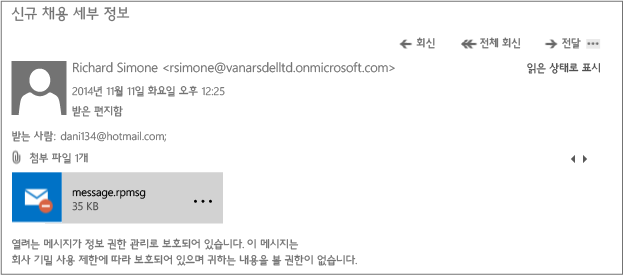 신규 채용 세부 정보
회신 전체 회신 전달
Richard Simone <rsimone@vanarsdelltd.onmicrosoft.com> 읽은 상태로 표시
2014년 11월 11일 화요일 오후 12:25
받은 편지함
받는 사람: dani134@hotmail.com;
첨부 파일 1개
message.rpmsg
35 KB
열려는 메시지가 정보 권한 관리로 보호되어 있습니다. 이 메시지는
회사 기밀 사용 제한에 따라 보호되어 있으며 귀하는 내용을 볼 권한이 없습니다.